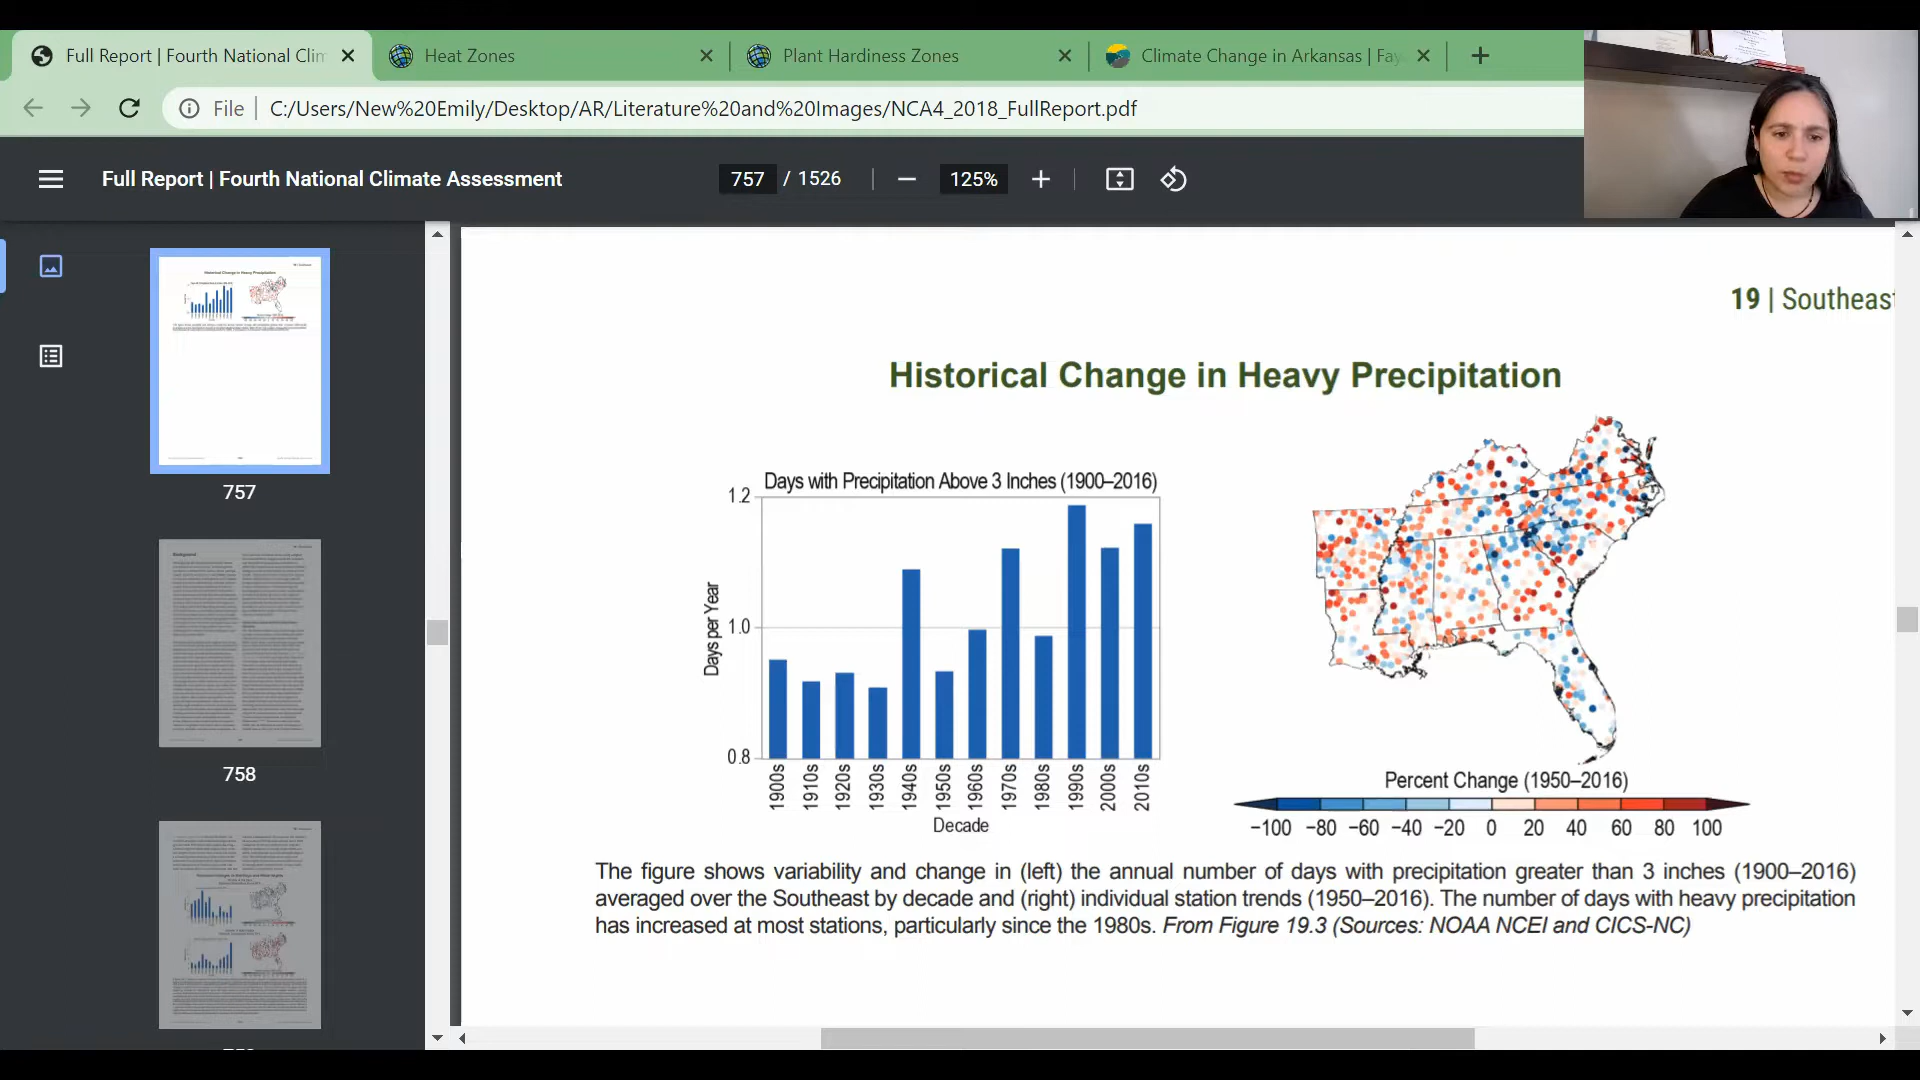 Full Report | Fourth National Clim
Heat Zones
Plant Hardiness Zones
Climate Change in Arkansas | Fay
File
C:/Users/New%20Emily/Desktop/AR/Literature%20and%20Images/NCA4_2018_FullReport.pdf
Full Report | Fourth National Climate Assessment
757 / 1526
125%
757
758
19 | Southeast
Historical Change in Heavy Precipitation
Days with Precipitation Above 3 Inches (1900–2016)
1.2
1.0
0.8
Days per Year
1900s 1910s 1920s 1930s 1940s 1950s 1960s 1970s 1980s 1990s 2000s 2010s
Decade
Percent Change (1950–2016)
−100 −80 −60 −40 −20 0 20 40 60 80 100
The figure shows variability and change in (left) the annual number of days with precipitation greater than 3 inches (1900–2016)
averaged over the Southeast by decade and (right) individual station trends (1950–2016). The number of days with heavy precipitation
has increased at most stations, particularly since the 1980s. From Figure 19.3 (Sources: NOAA NCEI and CICS-NC)